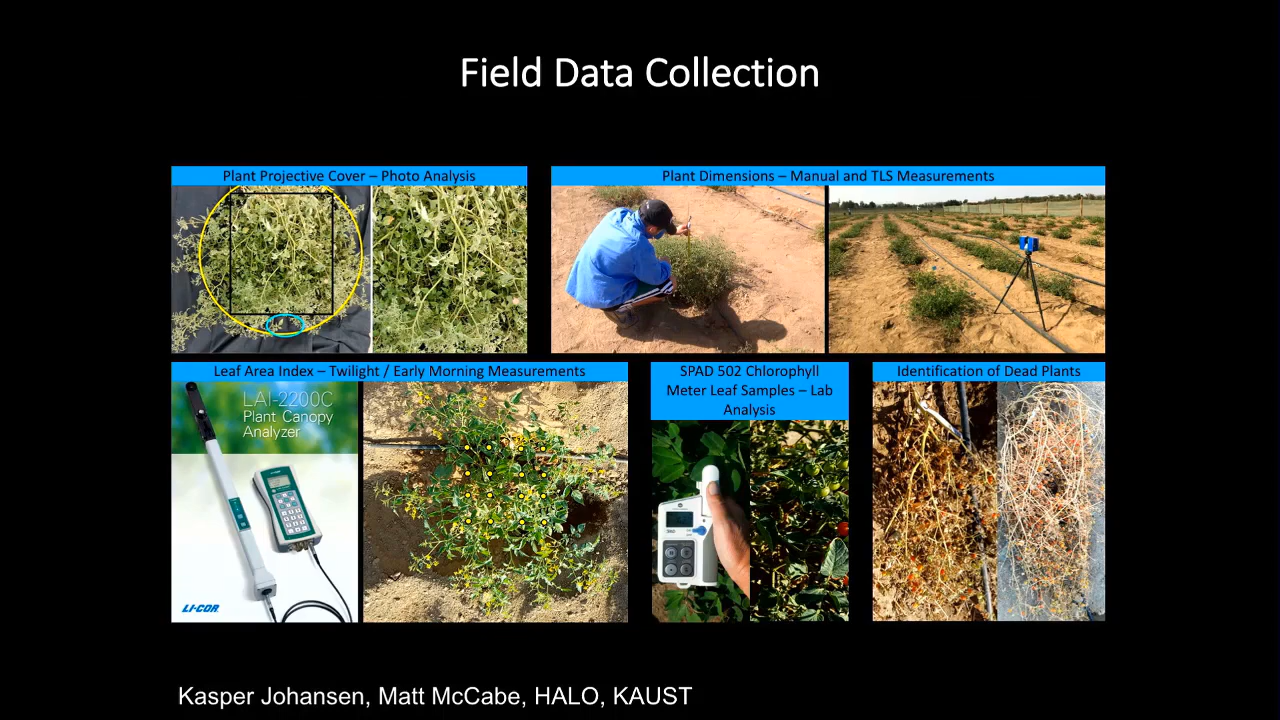 Field Data Collection
Plant Projective Cover – Photo Analysis
Plant Dimensions – Manual and TLS Measurements
Leaf Area Index – Twilight / Early Morning Measurements
LAI-2200C
Plant Canopy
Analyzer
LI-COR
SPAD 502 Chlorophyll
Meter Leaf Samples – Lab
Analysis
Identification of Dead Plants
Kasper Johansen, Matt McCabe, HALO, KAUST